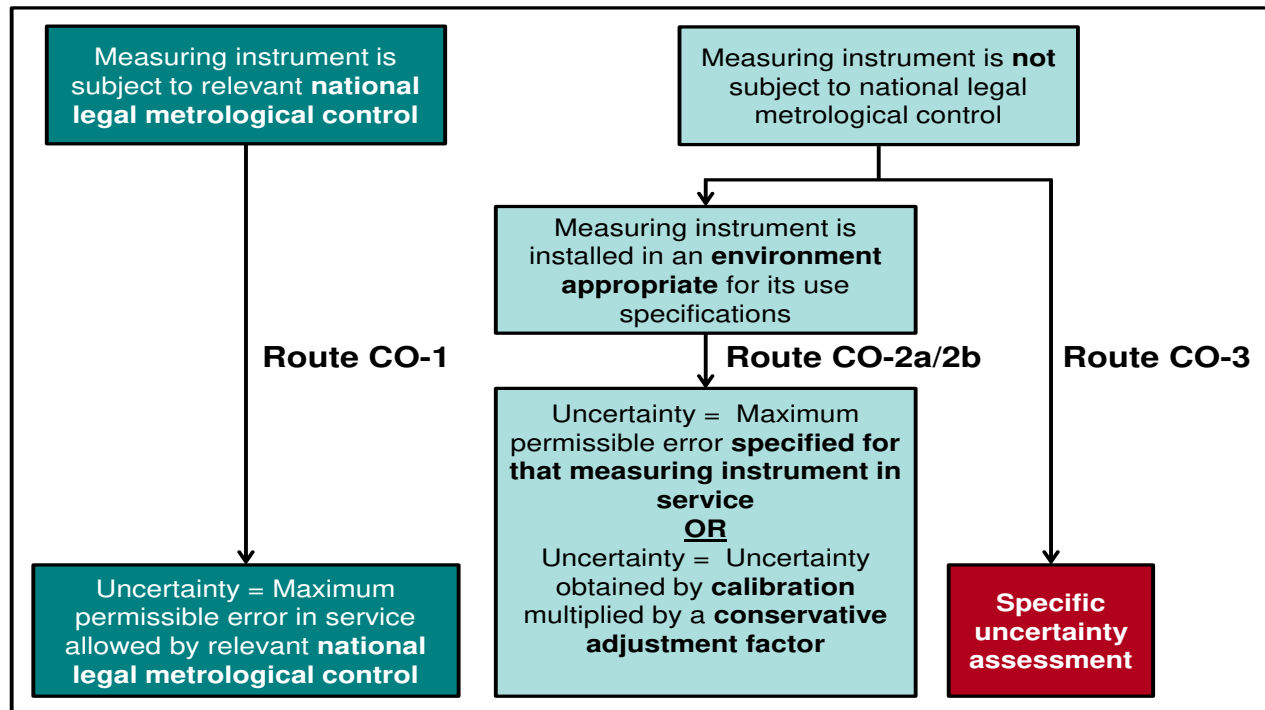 Measuring instrument is
subject to relevant national
legal metrological control
Measuring instrument is not
subject to national legal
metrological control
Measuring instrument is
installed in an environment
appropriate for its use
specifications
Route CO-1
Route CO-2a/2b
Route CO-3
Uncertainty = Maximum
permissible error in service
allowed by relevant national
legal metrological control
Uncertainty = Maximum
permissible error specified for
that measuring instrument in
service
OR
Uncertainty = Uncertainty
obtained by calibration
multiplied by a conservative
adjustment factor
Specific
uncertainty
assessment